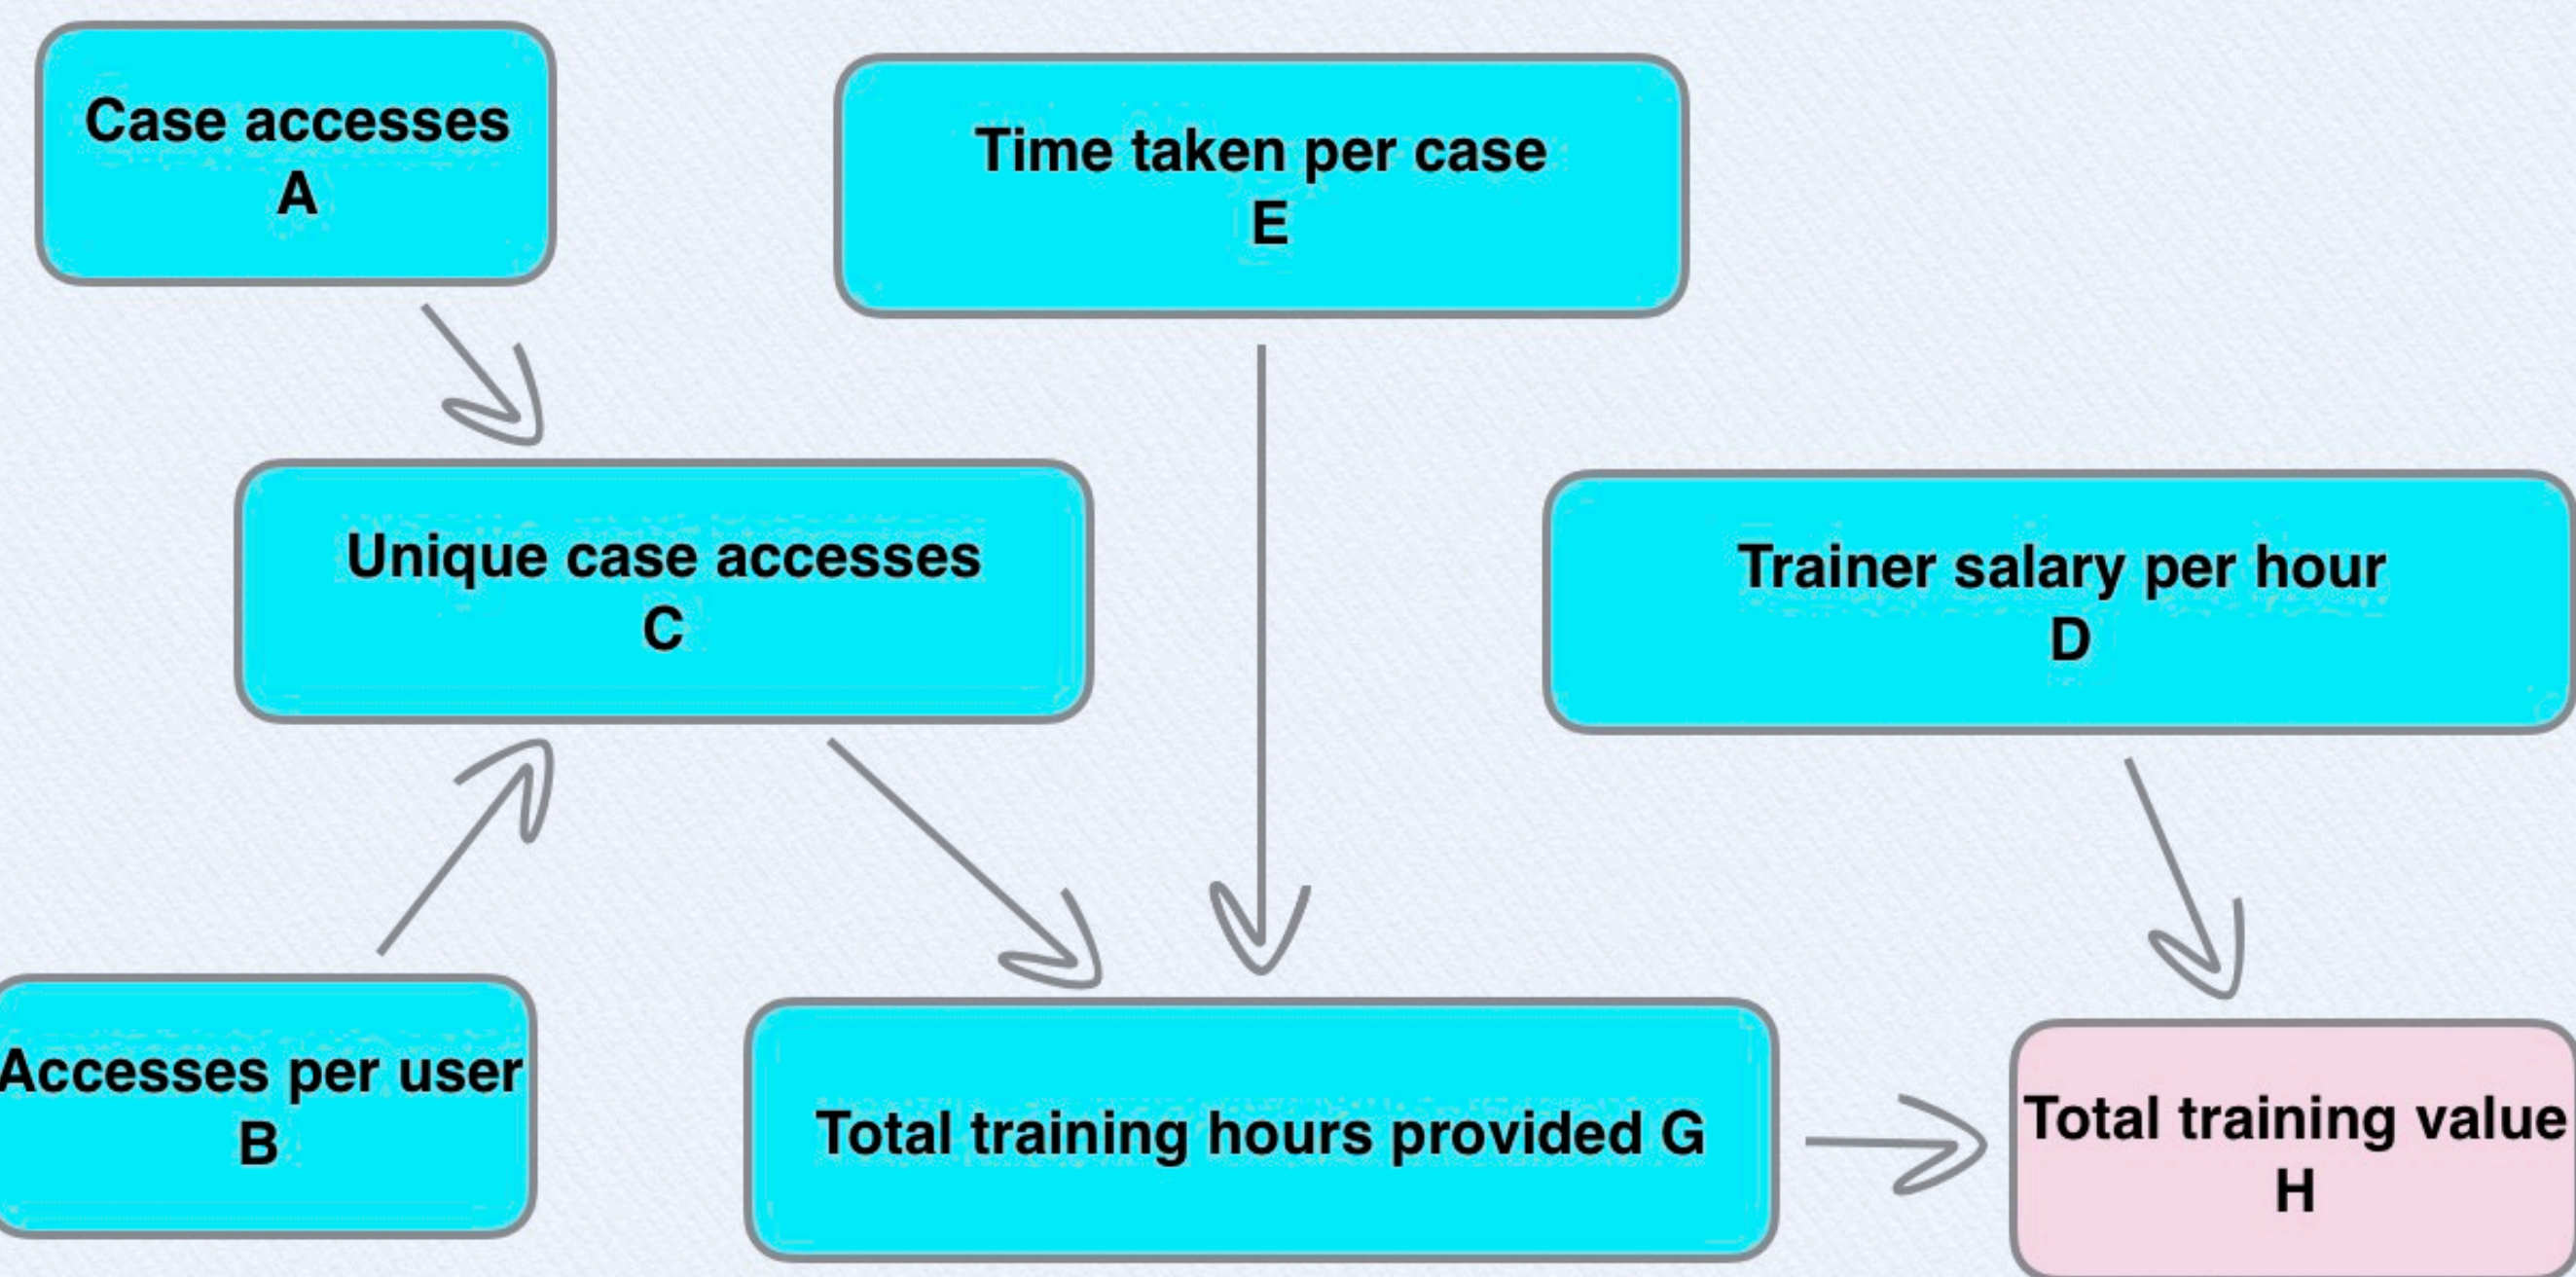 Case accesses
A
Time taken per case
E
Unique case accesses
C
Trainer salary per hour
D
Accesses per user
B
Total training hours provided G
Total training value
H